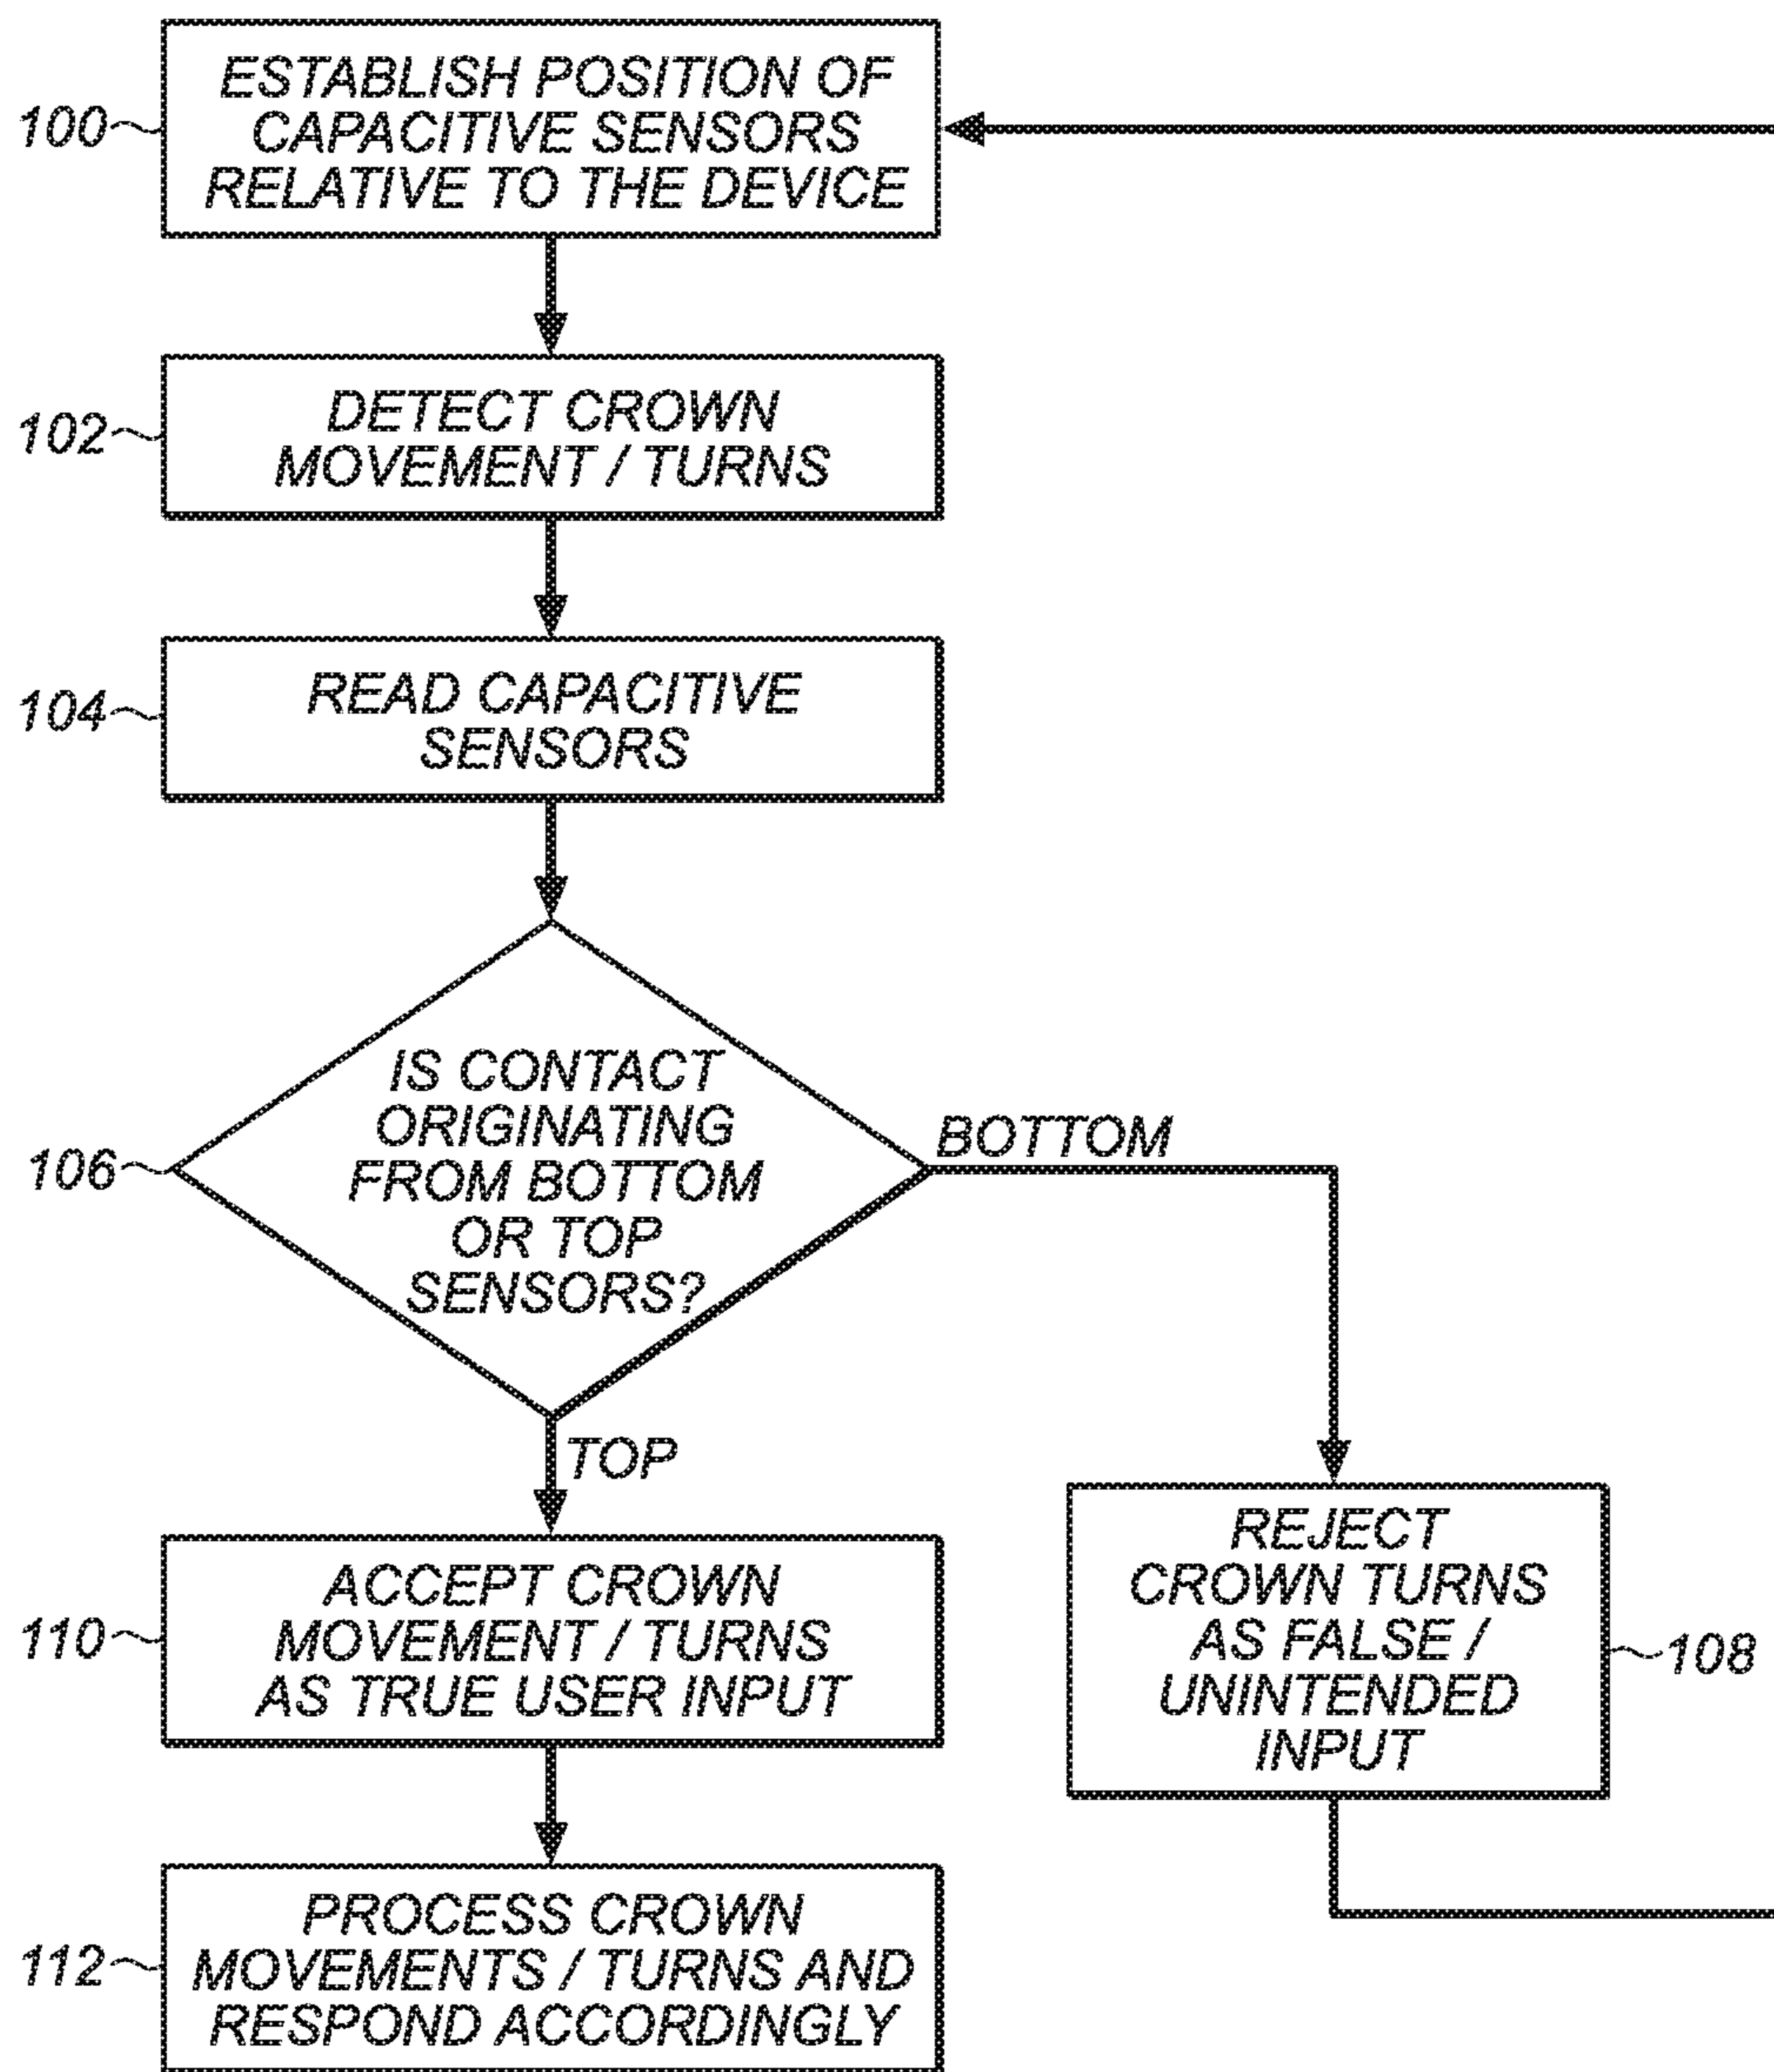 100
ESTABLISH POSITION OF
CAPACITIVE SENSORS
RELATIVE TO THE DEVICE
102
DETECT CROWN
MOVEMENT / TURNS
104
READ CAPACITIVE
SENSORS
106
IS CONTACT
ORIGINATING
FROM BOTTOM
OR TOP
SENSORS?
BOTTOM
TOP
REJECT
CROWN TURNS
AS FALSE /
UNINTENDED
INPUT
108
110
ACCEPT CROWN
MOVEMENT / TURNS
AS TRUE USER INPUT
112
PROCESS CROWN
MOVEMENTS / TURNS AND
RESPOND ACCORDINGLY